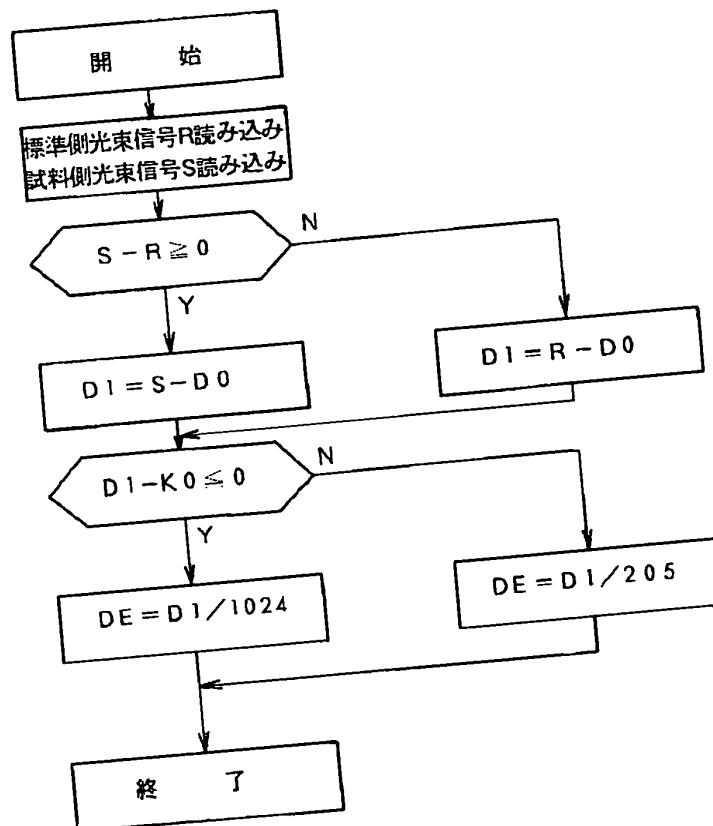 開 始
標準側光束信号R読み込み
試料側光束信号S読み込み
S-R≧0
N
Y
D1=S-D0
D1=R-D0
D1-K0≦0
N
Y
DE=D1/1024
DE=D1/205
終 了